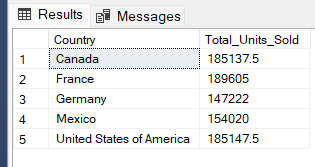 Results Messages
Country Total_Units_Sold
1 Canada 185137.5
2 France 189605
3 Germany 147222
4 Mexico 154020
5 United States of America 185147.5